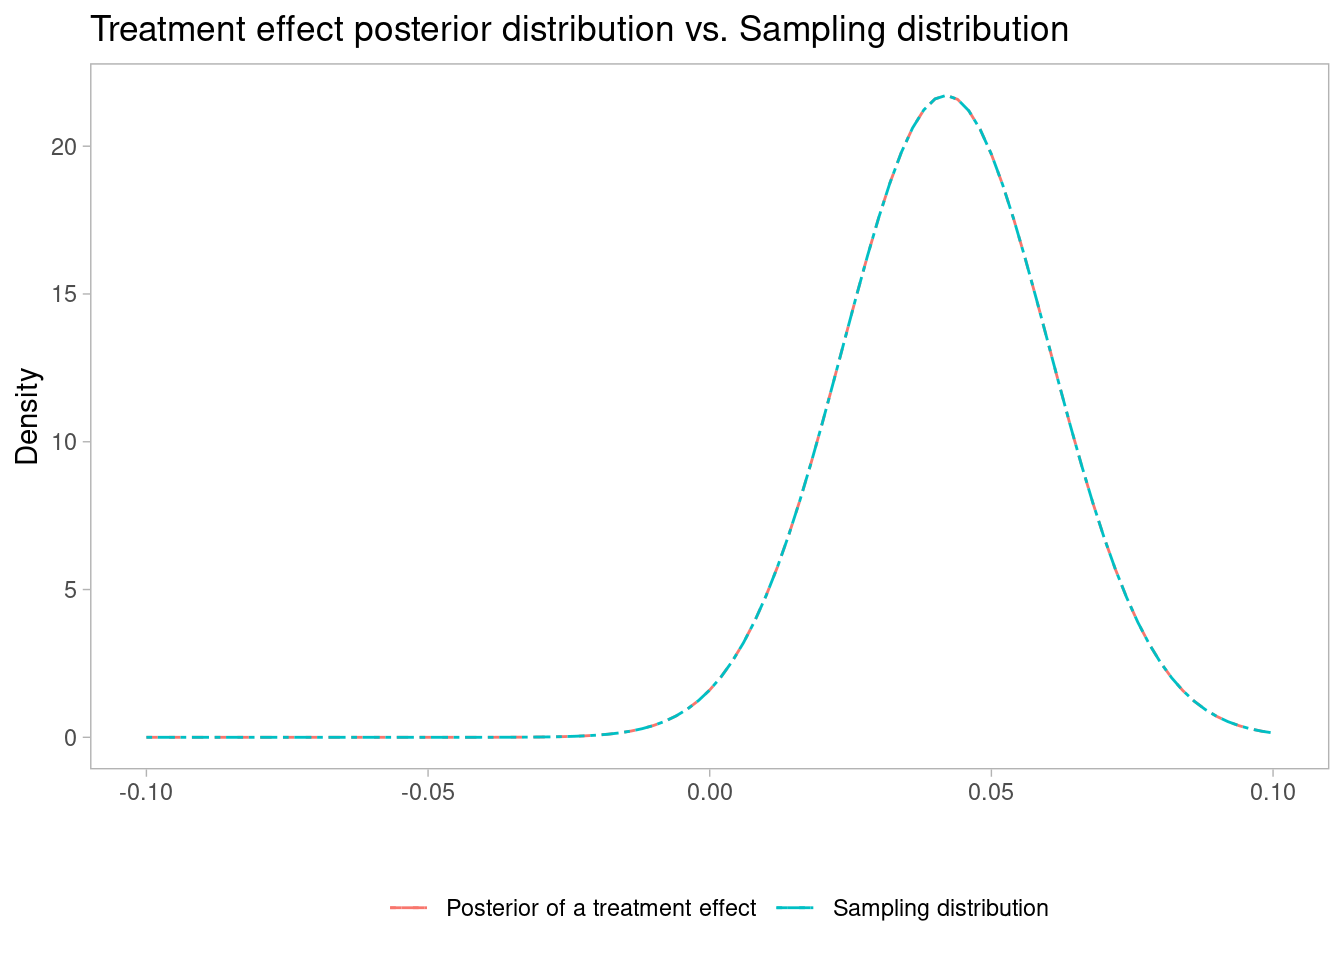 Treatment effect posterior distribution vs. Sampling distribution
20
15
10
5
0
Density
-0.10 -0.05 0.00 0.05 0.10
Posterior of a treatment effect Sampling distribution